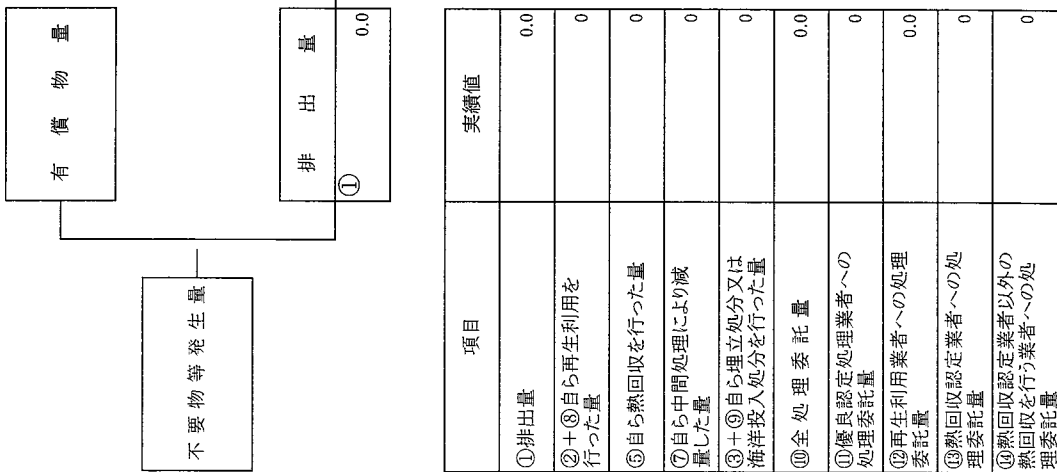 有償物量
排出量
①
0.0
不要物等発生量
項目
実績値
①排出量
0.0
②+⑧自ら再生利用を
行った量
0
⑤自ら熱回収を行った量
0
⑦自ら中間処理により減
量した量
0
③+⑨自ら埋立処分又は
海洋投入処分を行った量
0
⑩全処理委託量
0.0
⑪優良認定処理業者への
処理委託量
0
⑫再生利用業者への処理
委託量
0.0
⑬熱回収認定業者への処
理委託量
0
⑭熱回収認定業者以外の
熱回収を行う業者への処
理委託量
0